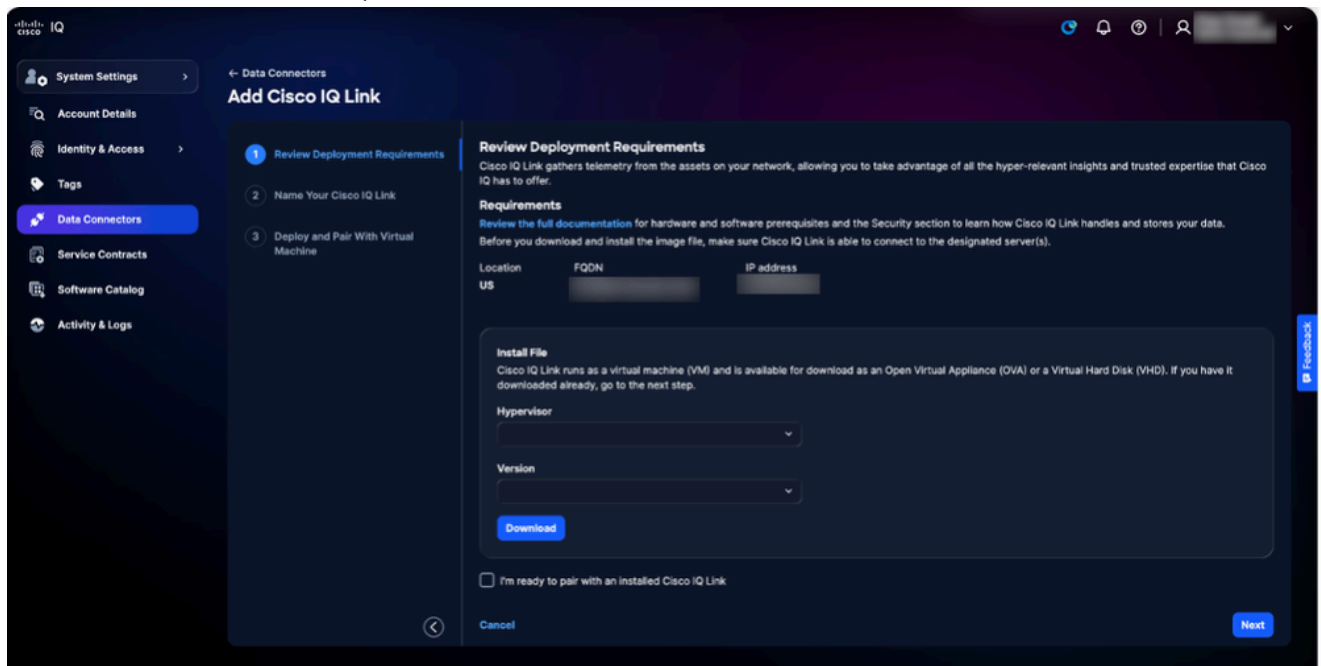 cisco IQ
System Settings
Account Details
Identity & Access
Tags
Data Connectors
Service Contracts
Software Catalog
Activity & Logs
← Data Connectors
Add Cisco IQ Link
1 Review Deployment Requirements
2 Name Your Cisco IQ Link
3 Deploy and Pair With Virtual
Machine
Review Deployment Requirements
Cisco IQ Link gathers telemetry from the assets on your network, allowing you to take advantage of all the hyper-relevant insights and trusted expertise that Cisco
IQ has to offer.
Requirements
Review the full documentation for hardware and software prerequisites and the Security section to learn how Cisco IQ Link handles and stores your data.
Before you download and install the image file, make sure Cisco IQ Link is able to connect to the designated server(s).
Location FQDN IP address
US
Install File
Cisco IQ Link runs as a virtual machine (VM) and is available for download as an Open Virtual Appliance (OVA) or a Virtual Hard Disk (VHD). If you have it
downloaded already, go to the next step.
Hypervisor
Version
Download
I'm ready to pair with an installed Cisco IQ Link
Cancel
Next
Feedback